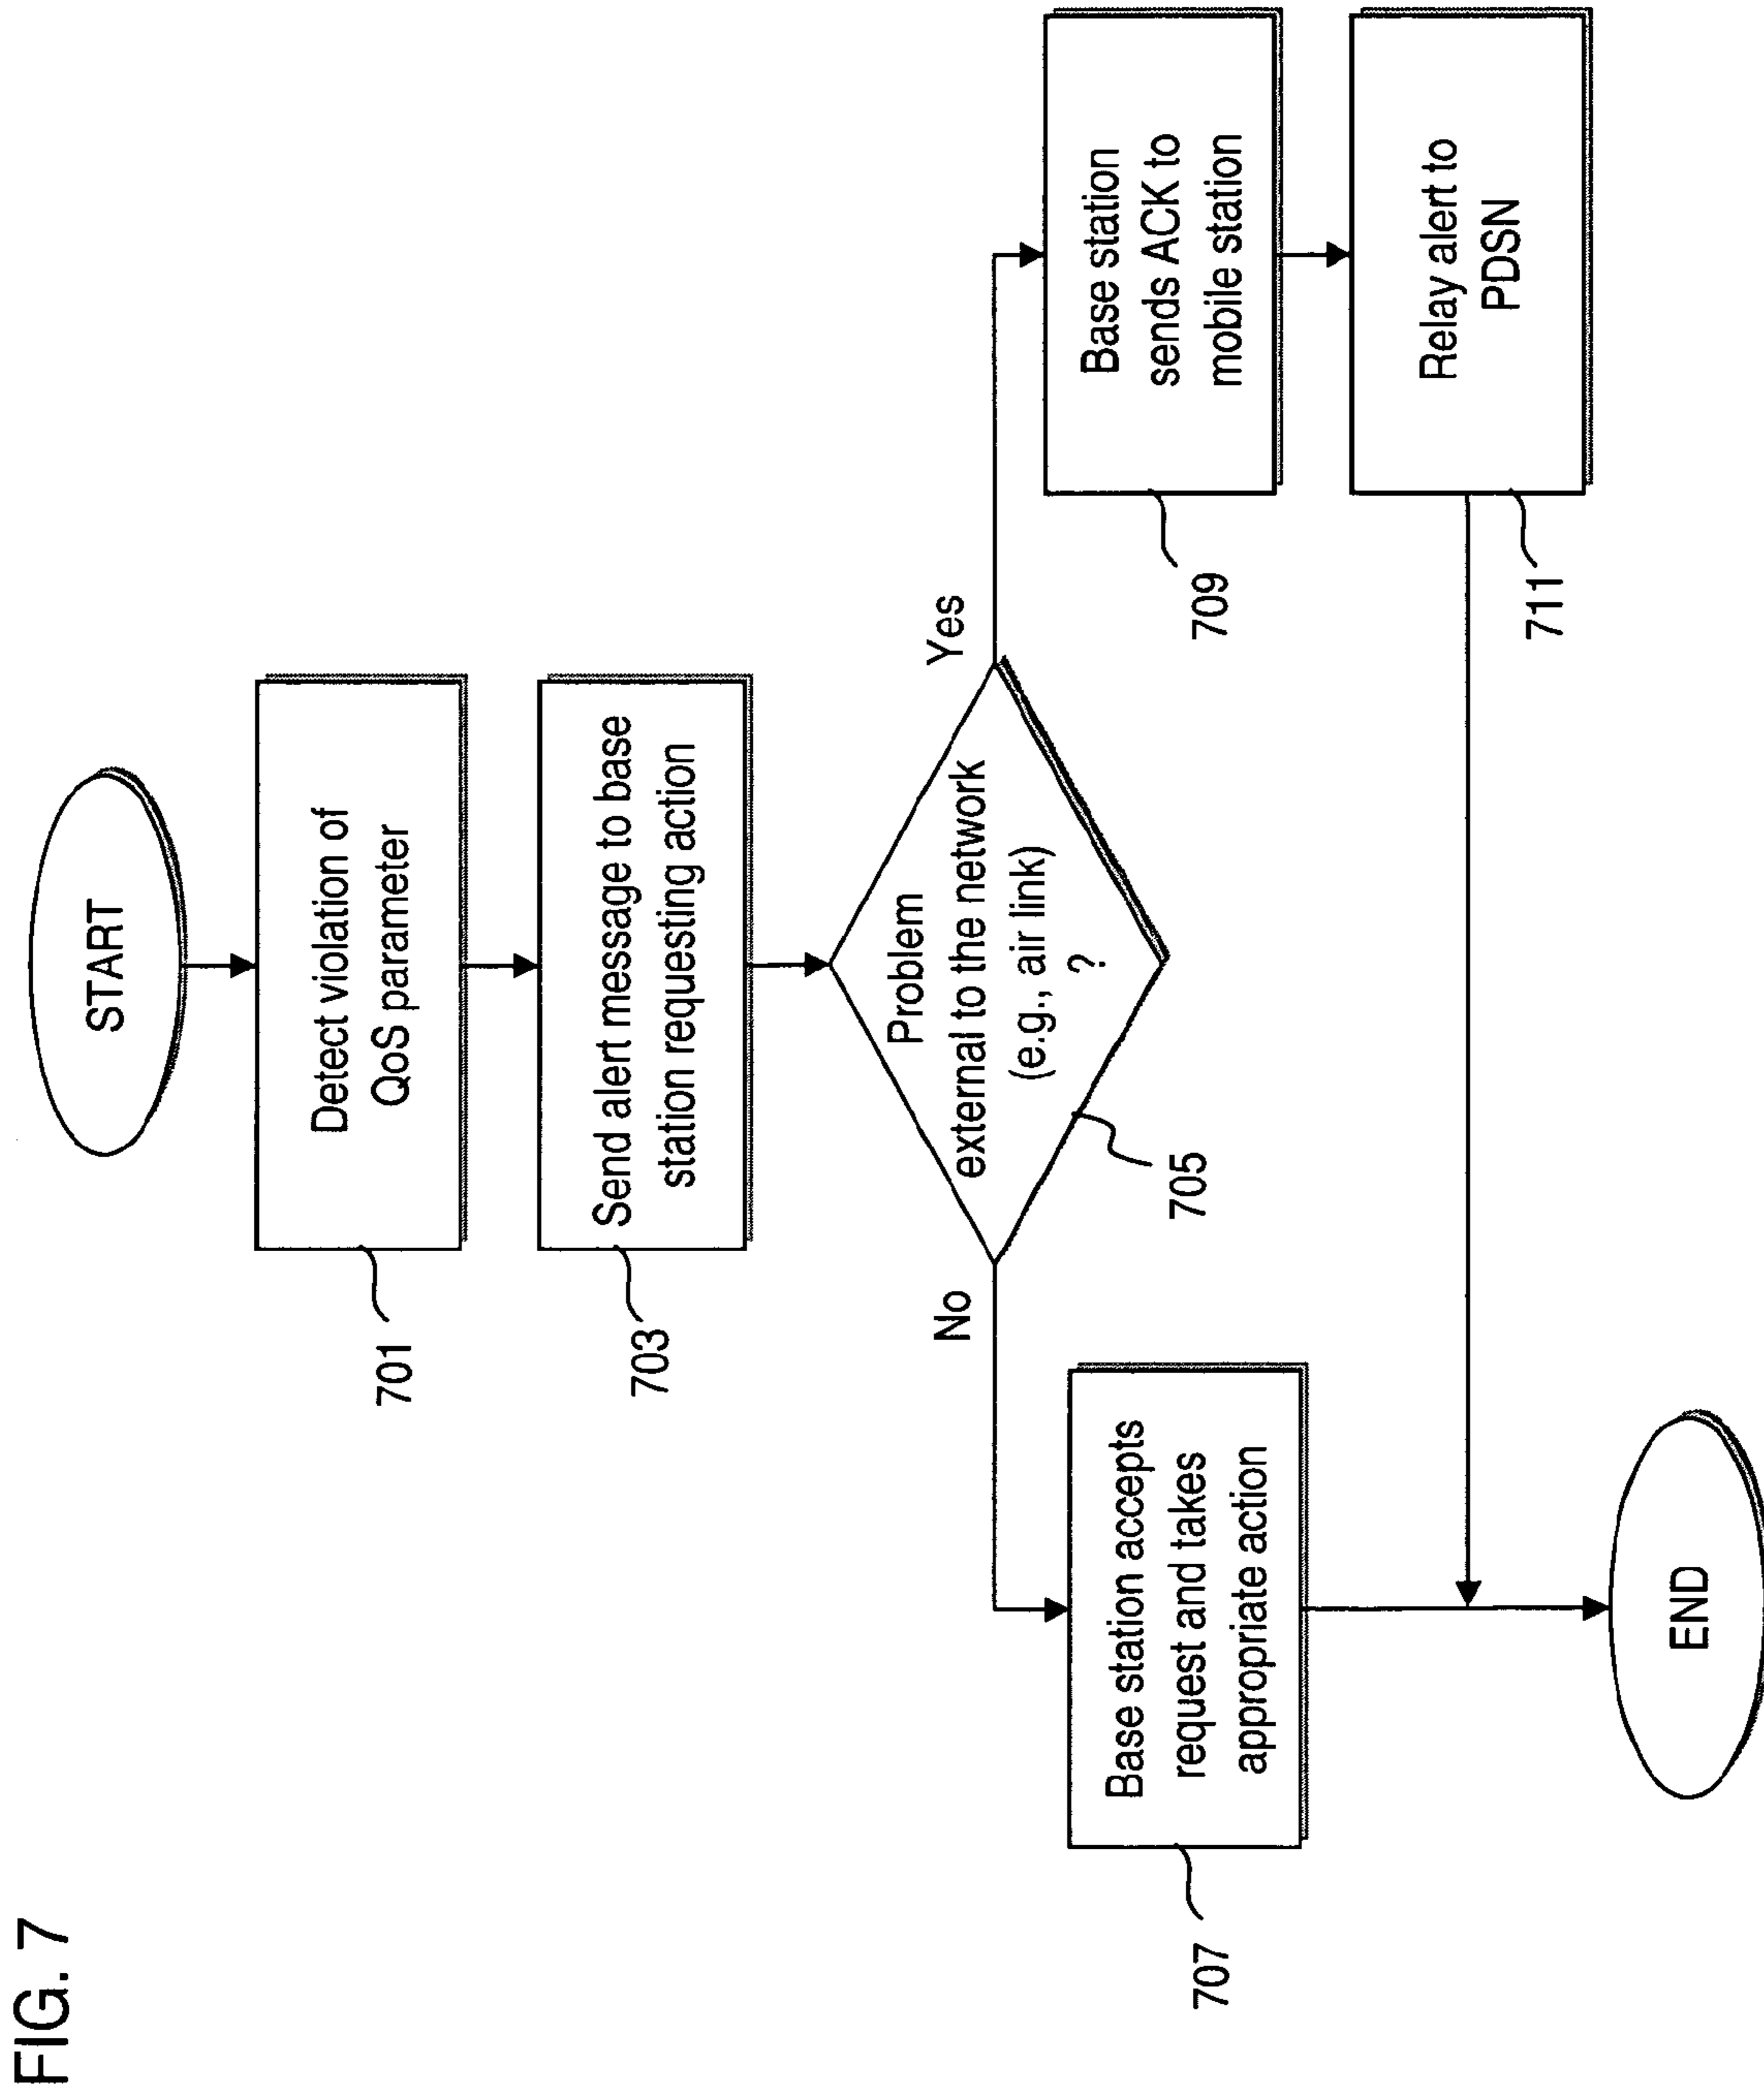 FIG. 7
START
Detect violation of
QoS parameter
701
Send alert message to base
station requesting action
703
Problem
external to the network
(e.g., air link)
?
705
No
Yes
Base station accepts
request and takes
appropriate action
707
Base station
sends ACK to
mobile station
709
Relay alert to
PDSN
711
END